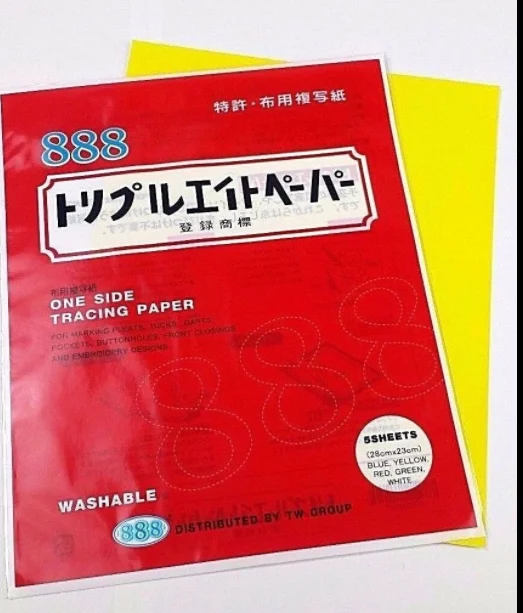 特許・布用複写紙
888
トリプルエイトペーパー
登録商標
布用複写紙
ONE SIDE
TRACING PAPER
FOR MARKING PLEATS, TUCKS, DARTS,
POCKETS, BUTTONHOLES, FRONT CLOSINGS
AND EMBROIDERY DESIGNS.
888
5SHEETS
(28cmx23cm)
BLUE, YELLOW,
RED, GREEN,
WHITE
WASHABLE
888 DISTRIBUTED BY TW GROUP